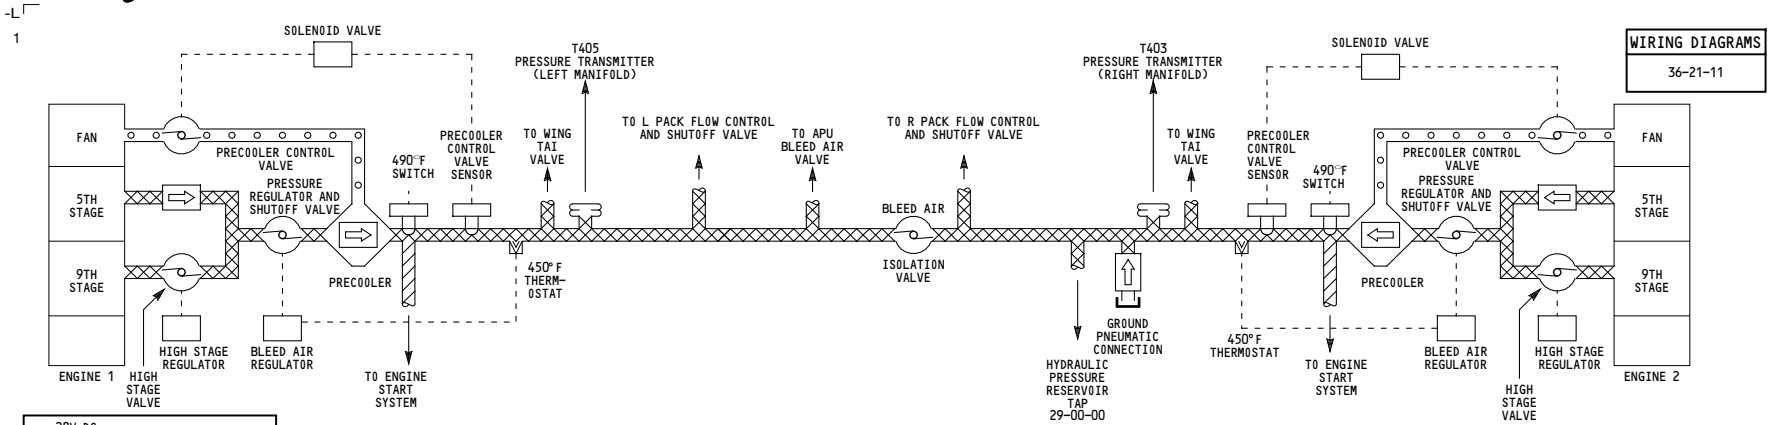 -L
1
SOLENOID VALVE
T405
PRESSURE TRANSMITTER
(LEFT MANIFOLD)
T403
PRESSURE TRANSMITTER
(RIGHT MANIFOLD)
SOLENOID VALVE
WIRING DIAGRAMS
36-21-11
FAN
5TH
STAGE
9TH
STAGE
ENGINE 1
PRECOOLER CONTROL
VALVE
PRESSURE
REGULATOR AND
SHUTOFF VALVE
490°F
SWITCH
PRECOOLER
CONTROL
VALVE
SENSOR
TO WING
TAI
VALVE
TO L PACK FLOW CONTROL
AND SHUTOFF VALVE
TO APU
BLEED AIR
VALVE
TO R PACK FLOW CONTROL
AND SHUTOFF VALVE
TO WING
TAI
VALVE
PRECOOLER
CONTROL
VALVE
SENSOR
490°F
SWITCH
PRECOOLER CONTROL
VALVE
PRESSURE
REGULATOR AND
SHUTOFF VALVE
FAN
5TH
STAGE
9TH
STAGE
ENGINE 2
BLEED AIR
ISOLATION
VALVE
PRECOOLER
450°F
THERM-
OSTAT
PRECOOLER
HIGH STAGE
REGULATOR
BLEED AIR
REGULATOR
HIGH
STAGE
VALVE
TO ENGINE
START
SYSTEM
HYDRAULIC
PRESSURE
RESERVOIR
TAP
29-00-00
GROUND
PNEUMATIC
CONNECTION
450°F
THERMOSTAT
TO ENGINE
START
SYSTEM
BLEED AIR
REGULATOR
HIGH STAGE
REGULATOR
HIGH
STAGE
VALVE